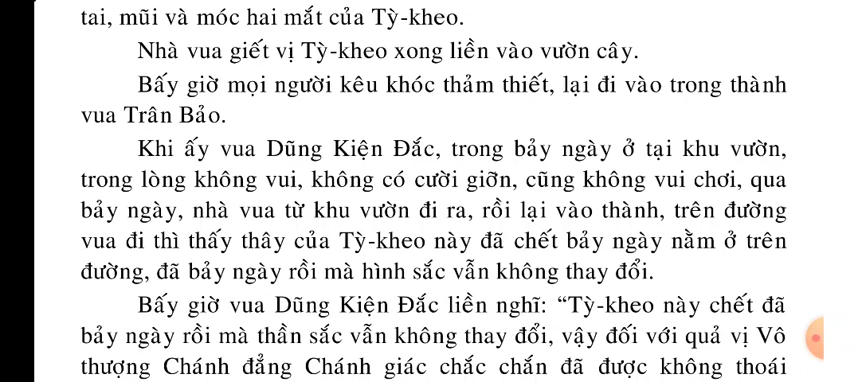 tai, mũi và móc hai mắt của Tỳ-kheo.
Nhà vua giết vị Tỳ-kheo xong liền vào vườn cây.
Bấy giờ mọi người kêu khóc thảm thiết, lại đi vào trong thành
vua Trân Bảo.
Khi ấy vua Dũng Kiện Đắc, trong bảy ngày ở tại khu vườn,
trong lòng không vui, không có cười giỡn, cũng không vui chơi, qua
bảy ngày, nhà vua từ khu vườn đi ra, rồi lại vào thành, trên đường
vua đi thì thấy thây của Tỳ-kheo này đã chết bảy ngày nằm ở trên
đường, đã bảy ngày rồi mà hình sắc vẫn không thay đổi.
Bấy giờ vua Dũng Kiện Đắc liền nghĩ: “Tỳ-kheo này chết đã
bảy ngày rồi mà thần sắc vẫn không thay đổi, vậy đối với quả vị Vô
thượng Chánh đẳng Chánh giác chắc chắn đã được không thoái